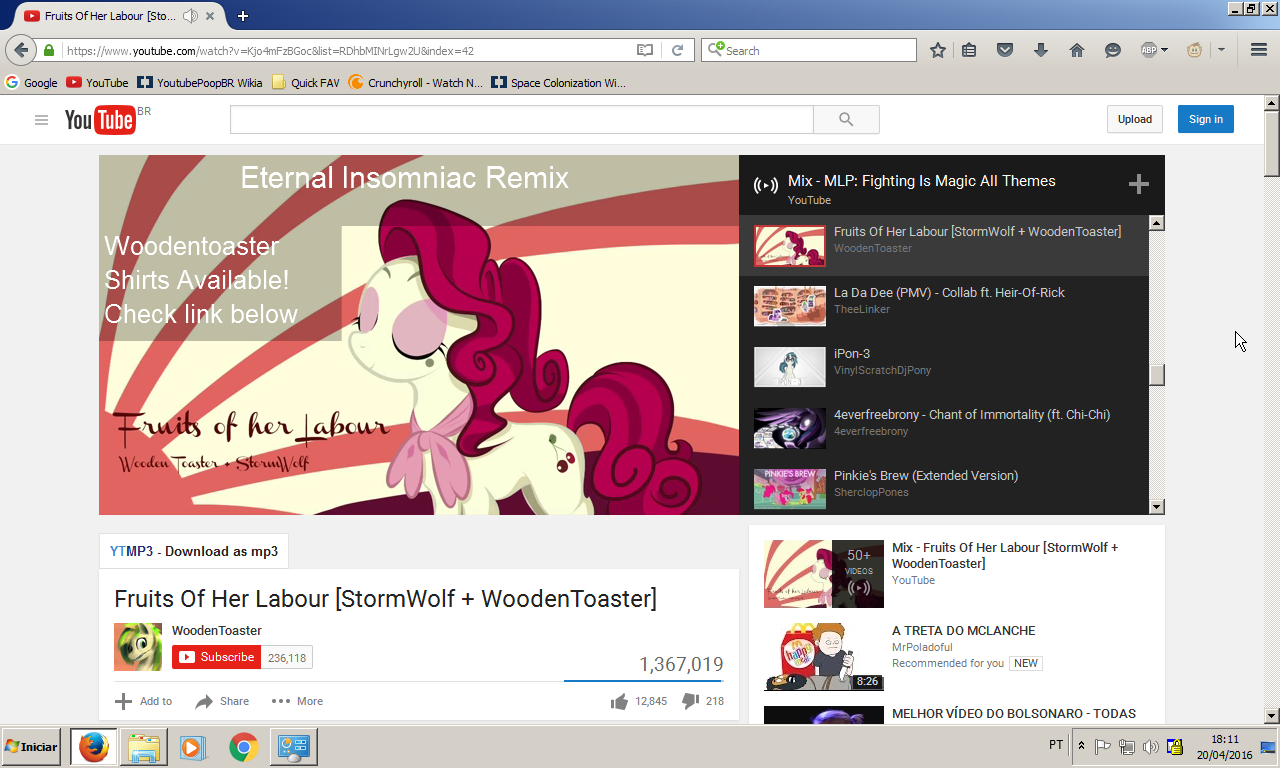 Fruits Of Her Labour [Sto...
https://www.youtube.com/watch?v=Kjo4mFzBGoc&list=RDhbMINrLgw2U&index=42
Search
ABP
Google YouTube YoutubePoopBR Wikia Quick FAV Crunchyroll - Watch N... Space Colonization Wi...
YouTube BR
Upload
Sign in
Eternal Insomniac Remix
Woodentoaster
Shirts Available!
Check link below
Fruits of her Labour
Wooden Toaster + StormWolf
Mix - MLP: Fighting Is Magic All Themes
YouTube
Fruits Of Her Labour [StormWolf + WoodenToaster]
WoodenToaster
La Da Dee (PMV) - Collab ft. Heir-Of-Rick
TheeLinker
iPon-3
VinylScratchDjPony
4everfreebrony - Chant of Immortality (ft. Chi-Chi)
4everfreebrony
PINKIE'S BREW
Pinkie's Brew (Extended Version)
SherclopPones
YTMP3 - Download as mp3
Fruits Of Her Labour [StormWolf + WoodenToaster]
WoodenToaster
Subscribe 236,118
1,367,019
Add to Share More 12,845 218
50+
VIDEOS
Mix - Fruits Of Her Labour [StormWolf +
WoodenToaster]
YouTube
happy
8:26
A TRETA DO MCLANCHE
MrPoladoful
Recommended for you NEW
MELHOR VÍDEO DO BOLSONARO - TODAS
Iniciar
PT
18:11
20/04/2016